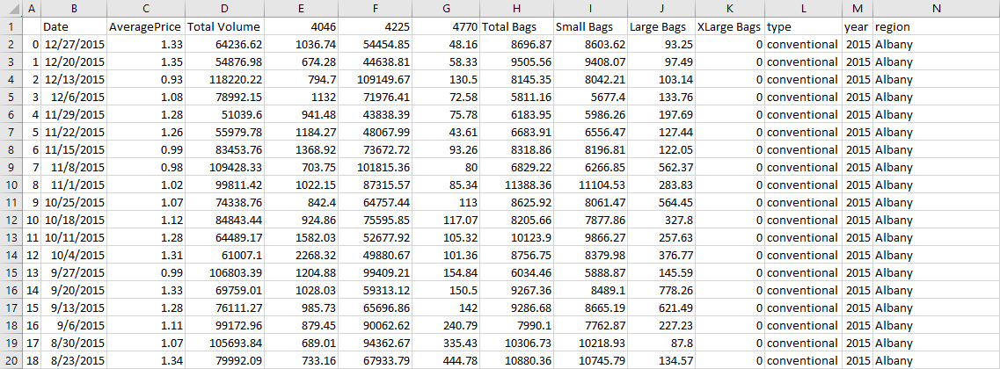 A B C D E F G H I J K L M N
1 Date AveragePrice Total Volume 4046 4225 4770 Total Bags Small Bags Large Bags XLarge Bags type year region
2 0 12/27/2015 1.33 64236.62 1036.74 54454.85 48.16 8696.87 8603.62 93.25 0 conventional 2015 Albany
3 1 12/20/2015 1.35 54876.98 674.28 44638.81 58.33 9505.56 9408.07 97.49 0 conventional 2015 Albany
4 2 12/13/2015 0.93 118220.22 794.7 109149.67 130.5 8145.35 8042.21 103.14 0 conventional 2015 Albany
5 3 12/6/2015 1.08 78992.15 1132 71976.41 72.58 5811.16 5677.4 133.76 0 conventional 2015 Albany
6 4 11/29/2015 1.28 51039.6 941.48 43838.39 75.78 6183.95 5986.26 197.69 0 conventional 2015 Albany
7 5 11/22/2015 1.26 55979.78 1184.27 48067.99 43.61 6683.91 6556.47 127.44 0 conventional 2015 Albany
8 6 11/15/2015 0.99 83453.76 1368.92 73672.72 93.26 8318.86 8196.81 122.05 0 conventional 2015 Albany
9 7 11/8/2015 0.98 109428.33 703.75 101815.36 80 6829.22 6266.85 562.37 0 conventional 2015 Albany
10 8 11/1/2015 1.02 99811.42 1022.15 87315.57 85.34 11388.36 11104.53 283.83 0 conventional 2015 Albany
11 9 10/25/2015 1.07 74338.76 842.4 64757.44 113 8625.92 8061.47 564.45 0 conventional 2015 Albany
12 10 10/18/2015 1.12 84843.44 924.86 75595.85 117.07 8205.66 7877.86 327.8 0 conventional 2015 Albany
13 11 10/11/2015 1.28 64489.17 1582.03 52677.92 105.32 10123.9 9866.27 257.63 0 conventional 2015 Albany
14 12 10/4/2015 1.31 61007.1 2268.32 49880.67 101.36 8756.75 8379.98 376.77 0 conventional 2015 Albany
15 13 9/27/2015 0.99 106803.39 1204.88 99409.21 154.84 6034.46 5888.87 145.59 0 conventional 2015 Albany
16 14 9/20/2015 1.33 69759.01 1028.03 59313.12 150.5 9267.36 8489.1 778.26 0 conventional 2015 Albany
17 15 9/13/2015 1.28 76111.27 985.73 65696.86 142 9286.68 8665.19 621.49 0 conventional 2015 Albany
18 16 9/6/2015 1.11 99172.96 879.45 90062.62 240.79 7990.1 7762.87 227.23 0 conventional 2015 Albany
19 17 8/30/2015 1.07 105693.84 689.01 94362.67 335.43 10306.73 10218.93 87.8 0 conventional 2015 Albany
20 18 8/23/2015 1.34 79992.09 733.16 67933.79 444.78 10880.36 10745.79 134.57 0 conventional 2015 Albany